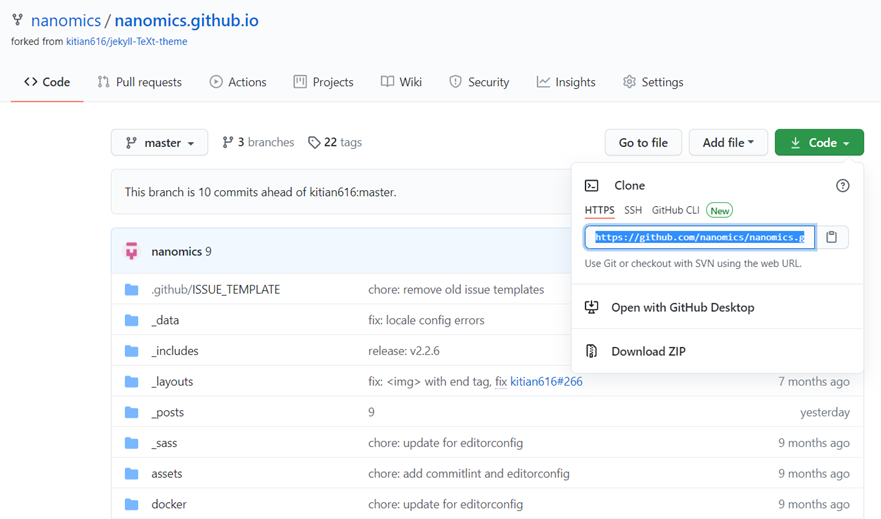 nanomics / nanomics.github.io
forked from kitian616/jekyll-TeXt-theme
Code Pull requests Actions Projects Wiki Security Insights Settings
master 3 branches 22 tags Go to file Add file Code
This branch is 10 commits ahead of kitian616:master.
Clone
HTTPS SSH GitHub CLI New
https://github.com/nanomics/nanomics.g
Use Git or checkout with SVN using the web URL.
Open with GitHub Desktop
Download ZIP
nanomics 9
.github/ISSUE_TEMPLATE chore: remove old issue templates
_data fix: locale config errors
_includes release: v2.2.6
_layouts fix: <img> with end tag, fix kitian616#266 7 months ago
_posts 9 yesterday
_sass chore: update for editorconfig 9 months ago
assets chore: add commitlint and editorconfig 9 months ago
docker chore: update for editorconfig 9 months ago